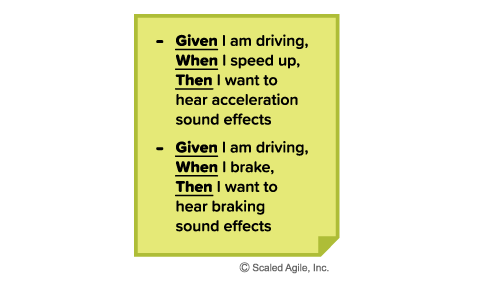 - Given I am driving,
When I speed up,
Then I want to
hear acceleration
sound effects
- Given I am driving,
When I brake,
Then I want to
hear braking
sound effects
© Scaled Agile, Inc.